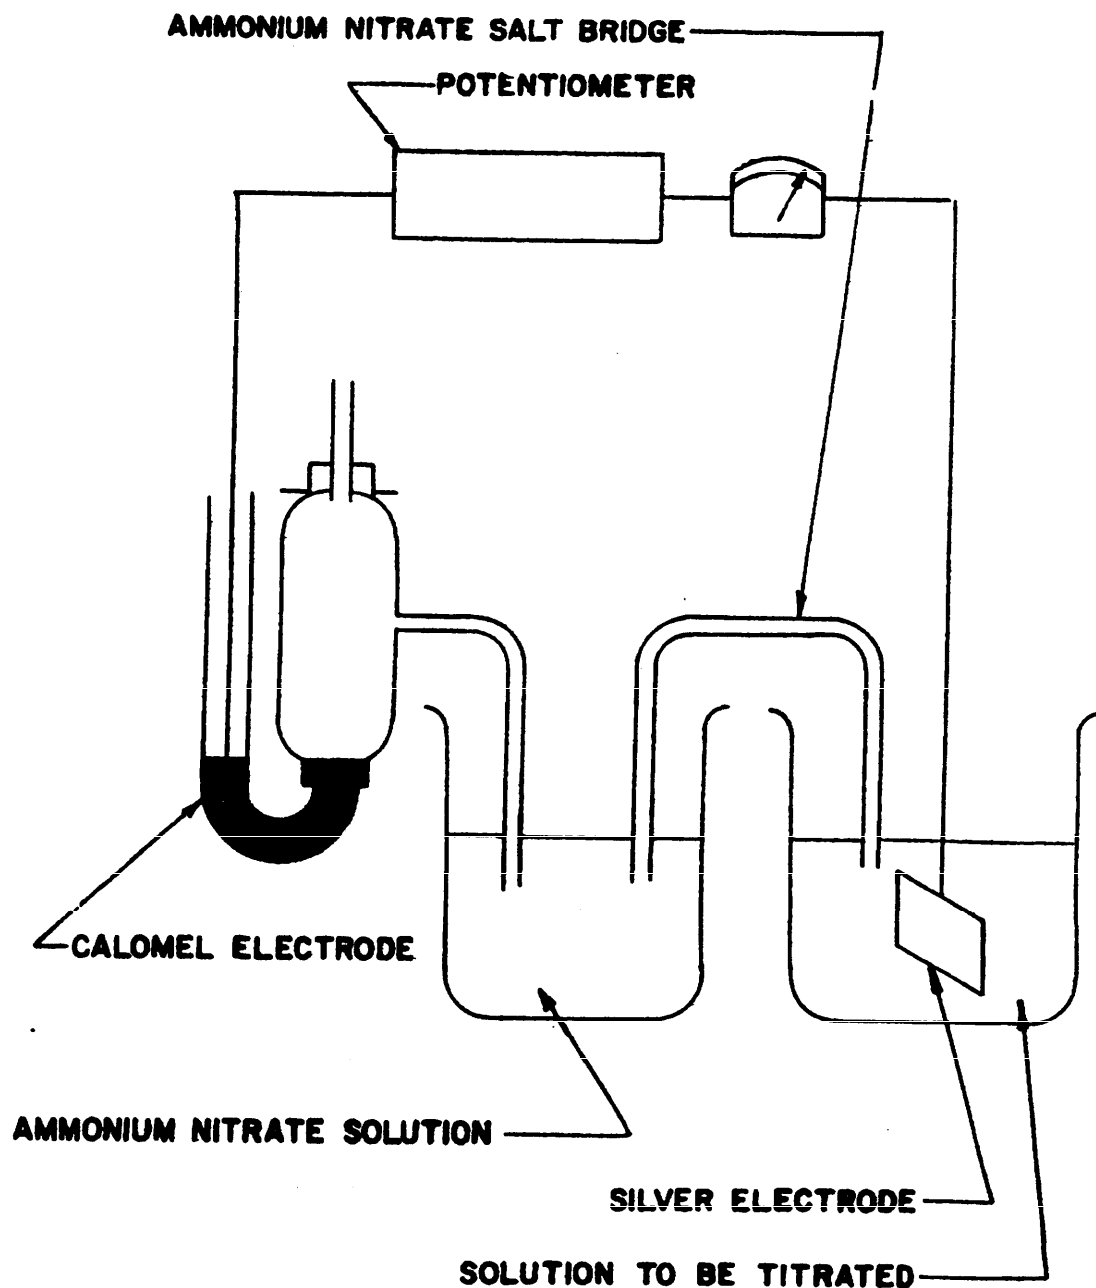 AMMONIUM NITRATE SALT BRIDGE
POTENTIOMETER
CALOMEL ELECTRODE
AMMONIUM NITRATE SOLUTION
SILVER ELECTRODE
SOLUTION TO BE TITRATED